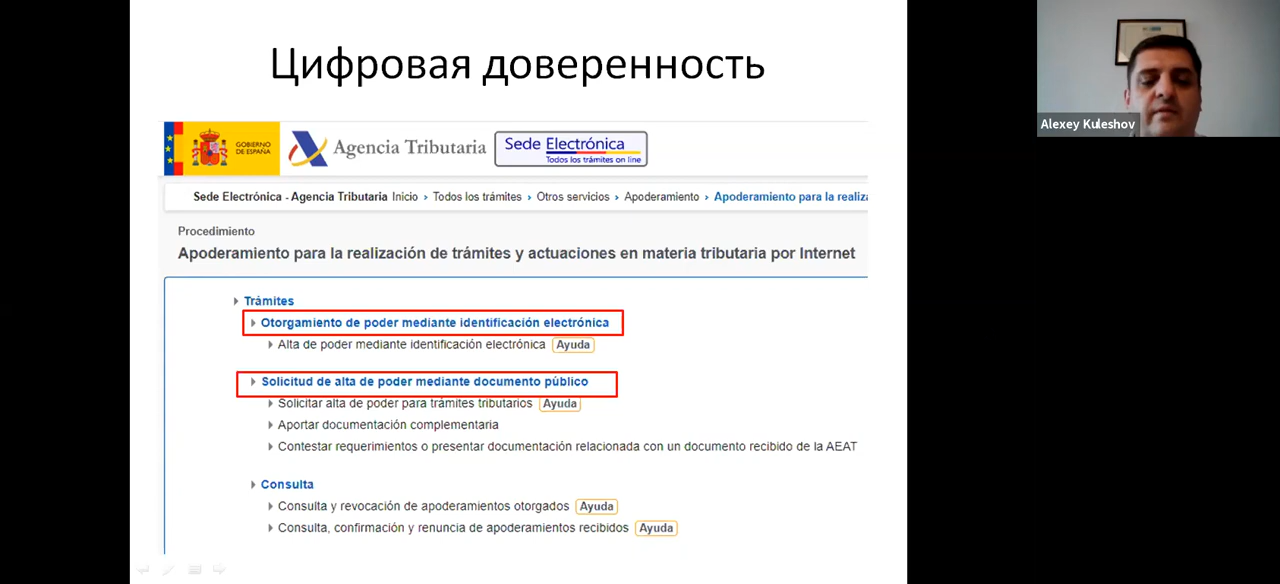 Цифровая доверенность
Alexey Kuleshov
GOBIERNO
DE ESPAÑA
Agencia Tributaria
Sede Electrónica
Todos los trámites on line
Sede Electrónica - Agencia Tributaria Inicio › Todos los trámites › Otros servicios › Apoderamiento › Apoderamiento para la realiza
Procedimiento
Apoderamiento para la realización de trámites y actuaciones en materia tributaria por Internet
Trámites
Otorgamiento de poder mediante identificación electrónica
Alta de poder mediante identificación electrónica Ayuda
Solicitud de alta de poder mediante documento público
Solicitar alta de poder para trámites tributarios Ayuda
Aportar documentación complementaria
Contestar requerimientos o presentar documentación relacionada con un documento recibido de la AEAT
Consulta
Consulta y revocación de apoderamientos otorgados Ayuda
Consulta, confirmación y renuncia de apoderamientos recibidos Ayuda